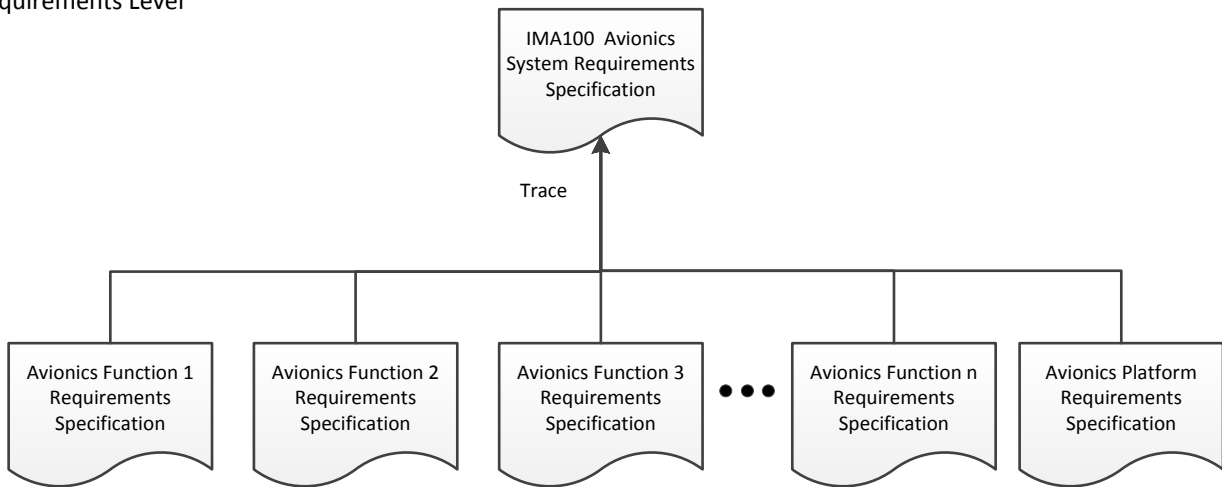 Requirements Level
IMA100 Avionics
System Requirements
Specification
Trace
Avionics Function 1
Requirements
Specification
Avionics Function 2
Requirements
Specification
Avionics Function 3
Requirements
Specification
Avionics Function n
Requirements
Specification
Avionics Platform
Requirements
Specification